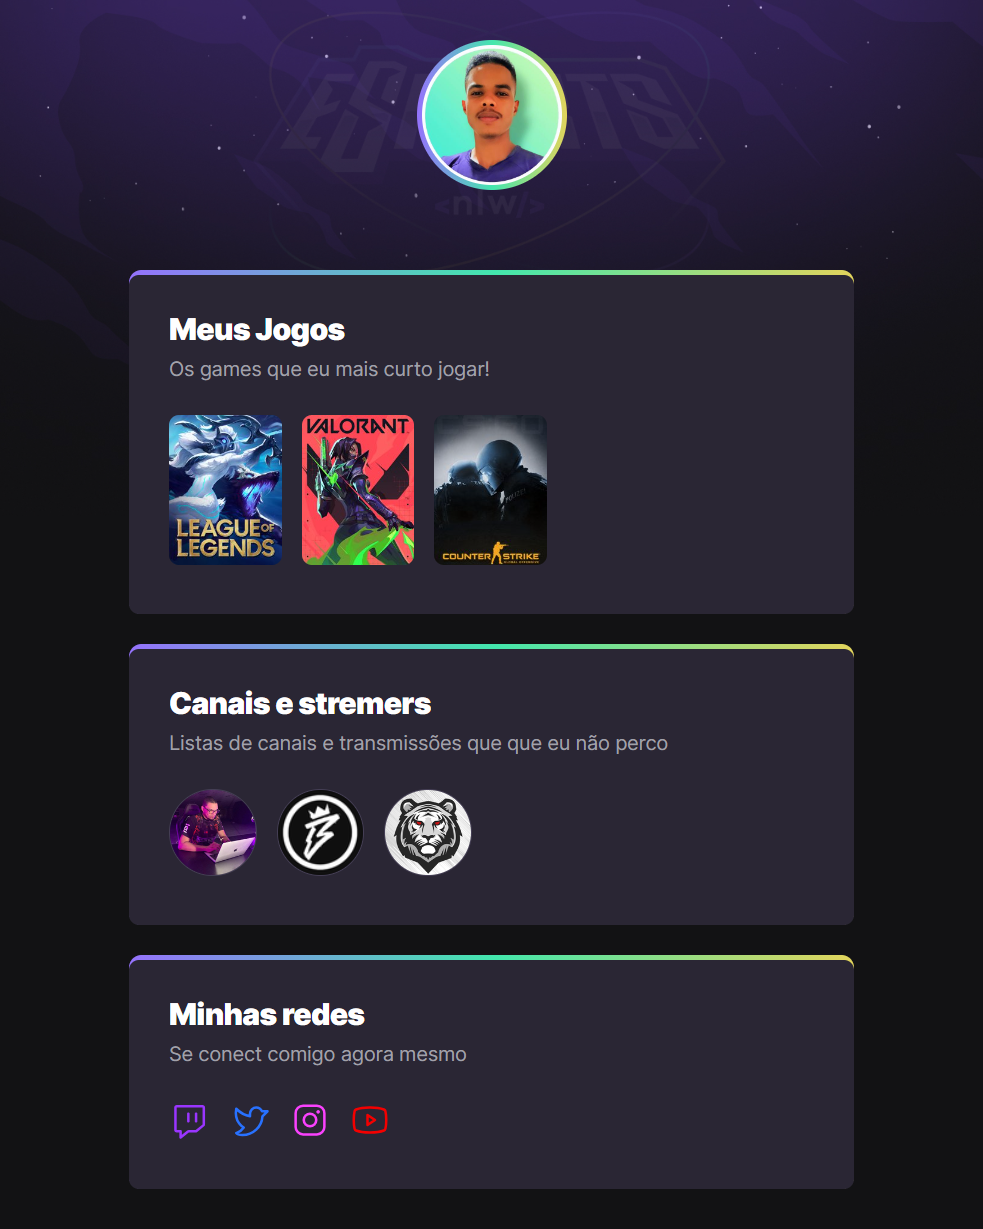 <nlw/>
Meus Jogos
Os games que eu mais curto jogar!
LEAGUE OF
LEGENDS
VALORANT
COUNTER STRIKE
Canais e stremers
Listas de canais e transmissões que que eu não perco
Minhas redes
Se conect comigo agora mesmo